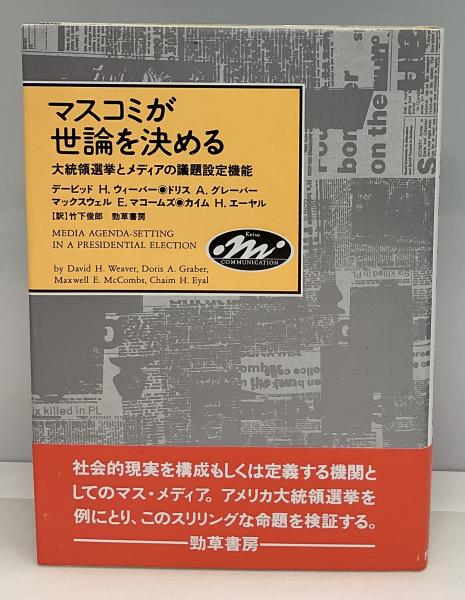 マスコミが
世論を決める
大統領選挙とメディアの議題設定機能
デービッド H. ウィーバー◉ドリス A. グレーバー
マックスウェル E. マコームズ◉カイム H. エーヤル
【訳】竹下俊郎 勁草書房
MEDIA AGENDA-SETTING
IN A PRESIDENTIAL ELECTION
by David H. Weaver, Doris A. Graber,
Maxwell E. McCombs, Chaim H. Eyal
Keiso
COMMUNICATION
on the
six killed in PL
社会的現実を構成もしくは定義する機関と
してのマス・メディア。アメリカ大統領選挙を
例にとり、このスリリングな命題を検証する。
勁草書房